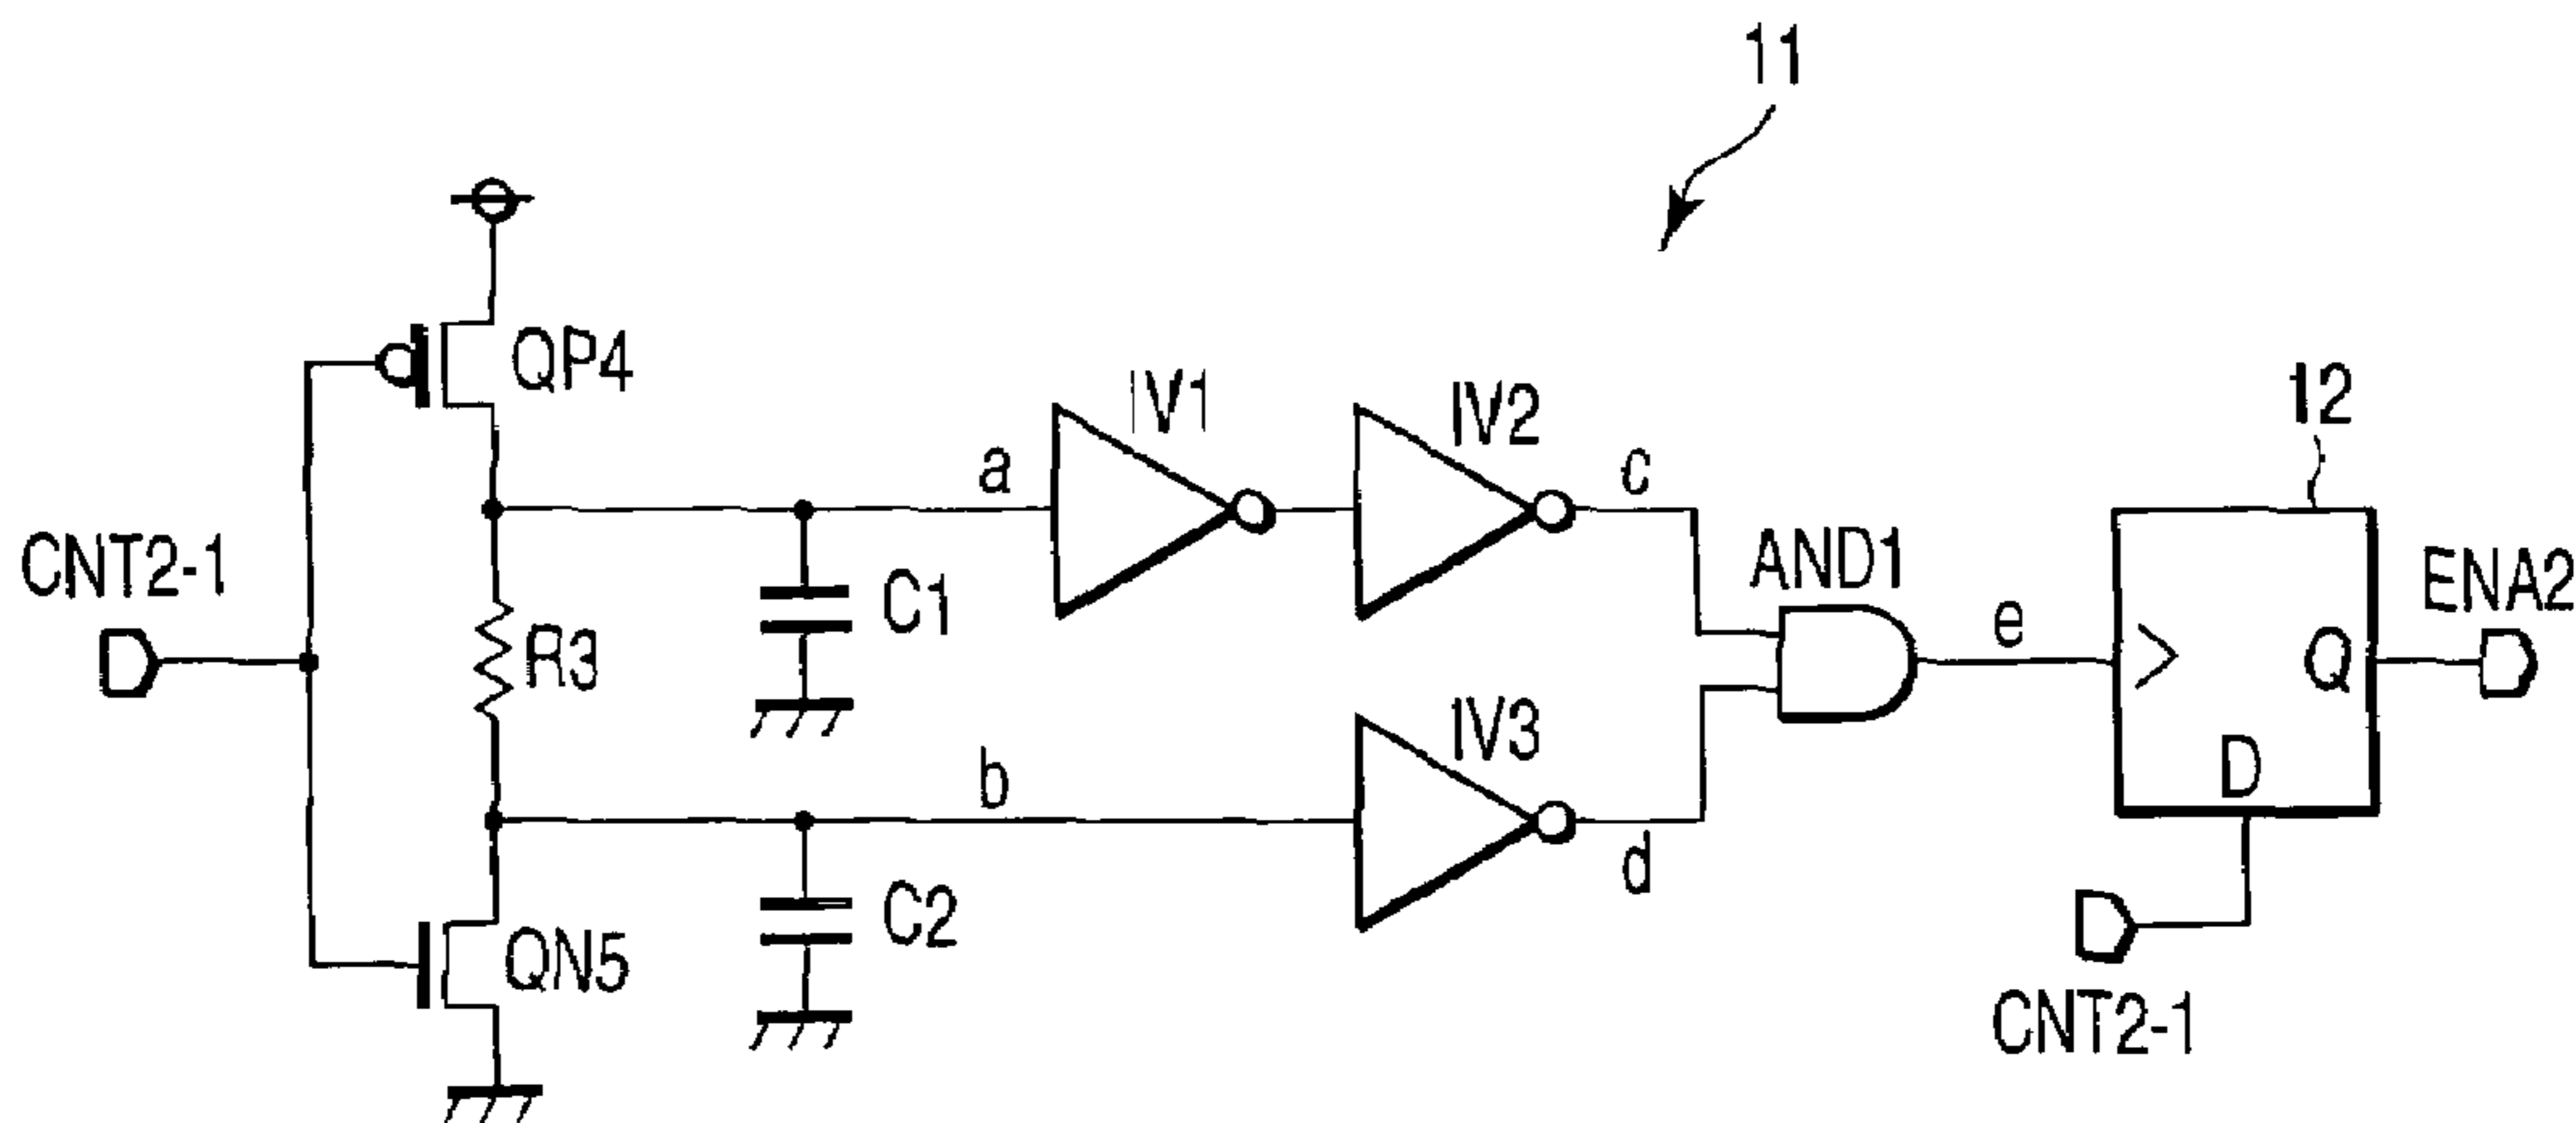 11
QP4
IV1
IV2
12
a
c
CNT2-1
C1
AND1
ENA2
R3
e
Q
IV3
b
D
d
C2
QN5
CNT2-1